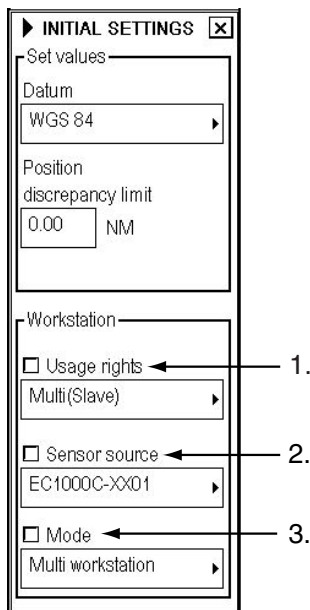 INITIAL SETTINGS
Set values
Datum
WGS 84
Position
discrepancy limit
0.00 NM
Workstation
Usage rights 1.
Multi(Slave)
Sensor source 2.
EC1000C-XX01
Mode 3.
Multi workstation